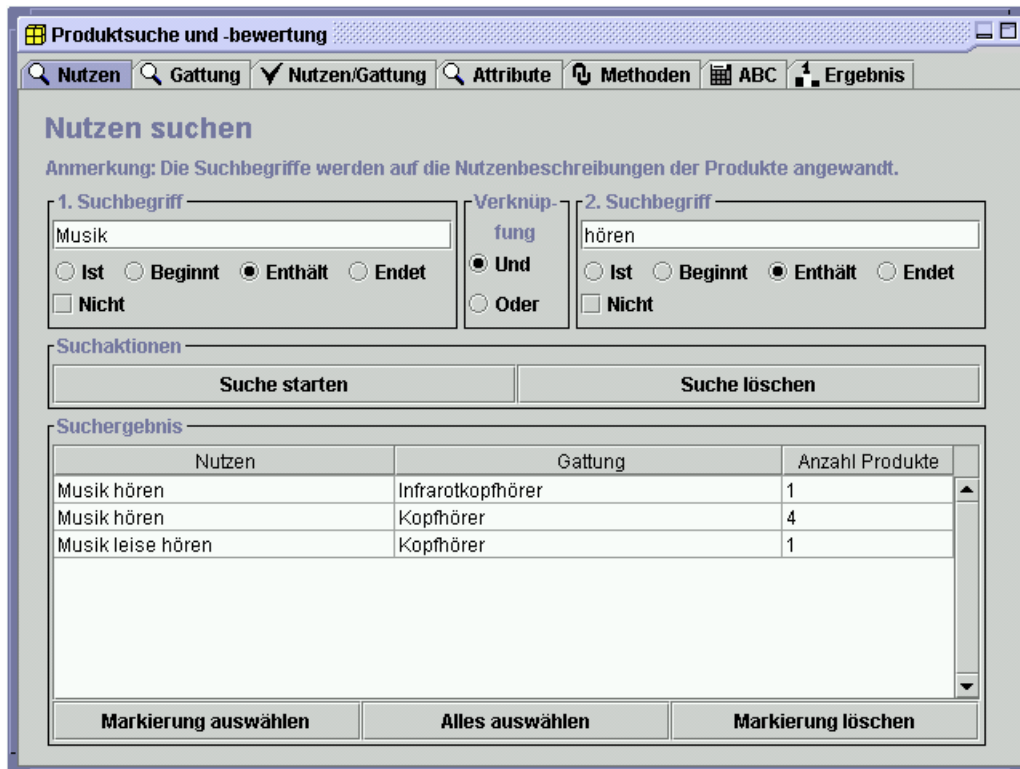 Produktsuche und -bewertung
Nutzen Gattung Nutzen/Gattung Attribute Methoden ABC 1 Ergebnis
Nutzen suchen
Anmerkung: Die Suchbegriffe werden auf die Nutzenbeschreibungen der Produkte angewandt.
1. Suchbegriff Verknüp- 2. Suchbegriff
Musik fung hören
Ist Beginnt Enthält Endet Und Ist Beginnt Enthält Endet
Nicht Oder Nicht
Suchaktionen
Suche starten Suche löschen
Suchergebnis
Nutzen Gattung Anzahl Produkte
Musik hören Infrarotkopfhörer 1
Musik hören Kopfhörer 4
Musik leise hören Kopfhörer 1
Markierung auswählen Alles auswählen Markierung löschen